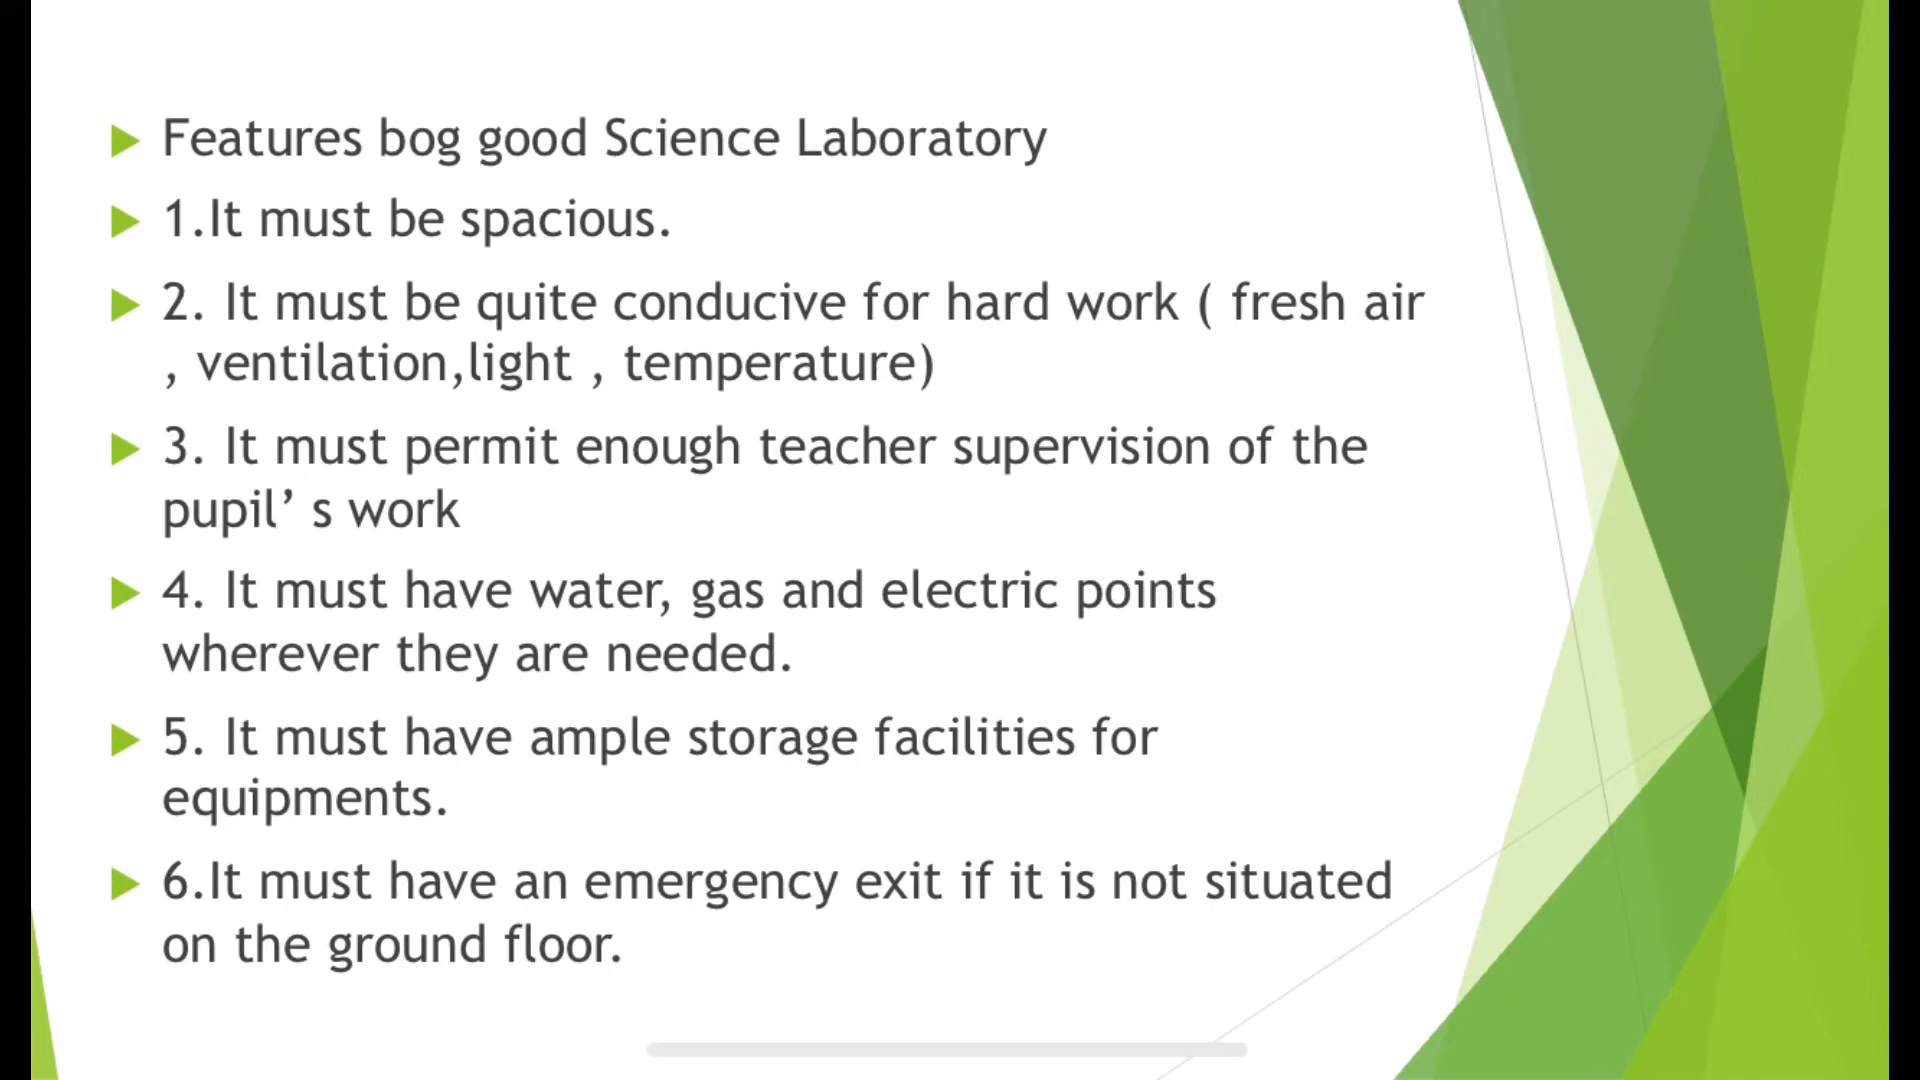 Features bog good Science Laboratory
1.It must be spacious.
2. It must be quite conducive for hard work ( fresh air
, ventilation,light , temperature)
3. It must permit enough teacher supervision of the
pupil’ s work
4. It must have water, gas and electric points
wherever they are needed.
5. It must have ample storage facilities for
equipments.
6.It must have an emergency exit if it is not situated
on the ground floor.